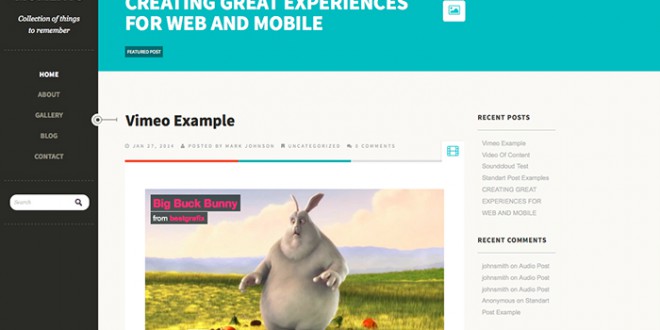 Collection of things
to remember
HOME
ABOUT
GALLERY
BLOG
CONTACT
Search
CREATING GREAT EXPERIENCES
FOR WEB AND MOBILE
FEATURED POST
Vimeo Example
JAN 27, 2014 POSTED BY MARK JOHNSON UNCATEGORIZED 0 COMMENTS
Big Buck Bunny
from bestgrafix
RECENT POSTS
Vimeo Example
Video Of Content
Sounddloud Test
Standart Post Examples
CREATING GREAT
EXPERIENCES FOR
WEB AND MOBILE
RECENT COMMENTS
johnsmith on Audio Post
johnsmith on Audio Post
johnsmith on Audio Post
Anonymous on Standart
Post Example